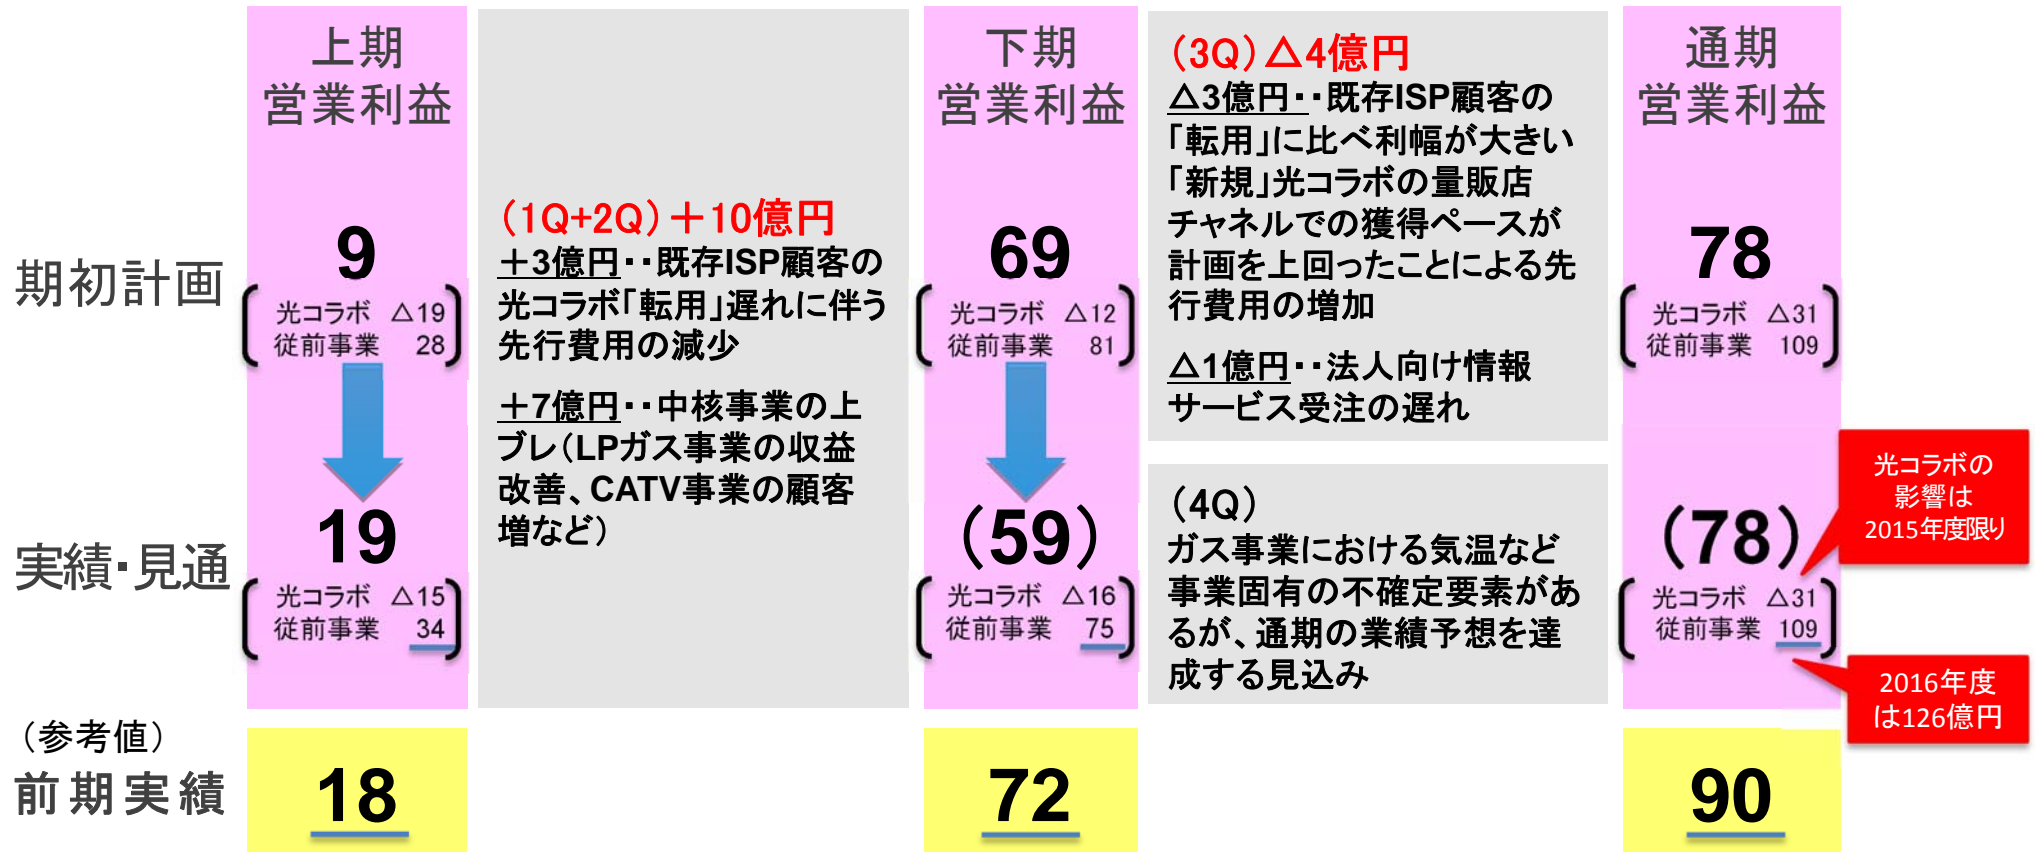 上期
営業利益
下期
営業利益
通期
営業利益
期初計画
9
光コラボ △19
従前事業 28
(1Q+2Q)＋10億円
＋3億円・・既存ISP顧客の
光コラボ「転用」遅れに伴う
先行費用の減少
＋7億円・・中核事業の上
ブレ(LPガス事業の収益
改善、CATV事業の顧客
増など)
69
光コラボ △12
従前事業 81
(3Q)△4億円
△3億円・・既存ISP顧客の
「転用」に比べ利幅が大きい
「新規」光コラボの量販店
チャネルでの獲得ペースが
計画を上回ったことによる先
行費用の増加
△1億円・・法人向け情報
サービス受注の遅れ
78
光コラボ △31
従前事業 109
実績・見通
19
光コラボ △15
従前事業 34
(59)
光コラボ △16
従前事業 75
(4Q)
ガス事業における気温など
事業固有の不確定要素があ
るが、通期の業績予想を達
成する見込み
(78)
光コラボ △31
従前事業 109
光コラボの
影響は
2015年度限り
2016年度
は126億円
(参考値)
前期実績
18
72
90